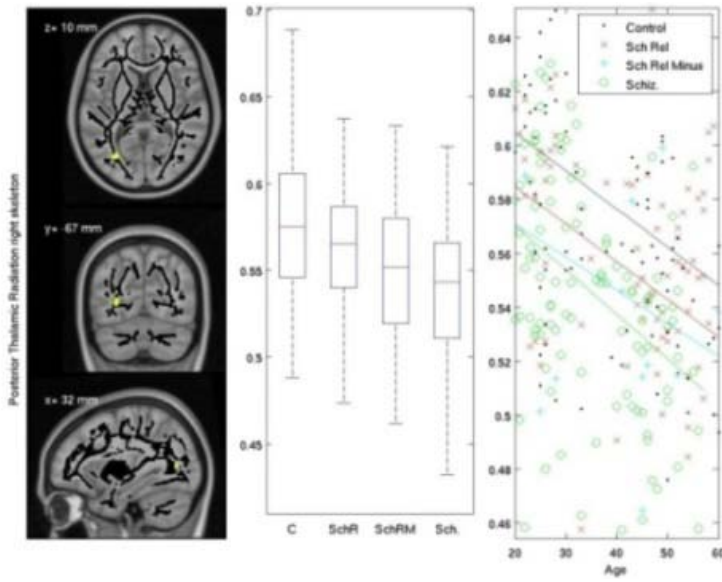 Posterior Thalamic Radiation right skeleton
z= 10 mm
y= -67 mm
x= 32 mm
0.7
0.65
0.6
0.55
0.5
0.45
C SchR SchRM Sch.
0.64
0.62
0.6
0.58
0.56
0.54
0.52
0.5
0.48
0.46
20 30 40 50 60
Age
Control
Sch Rel
Sch Rel Minus
Schiz.